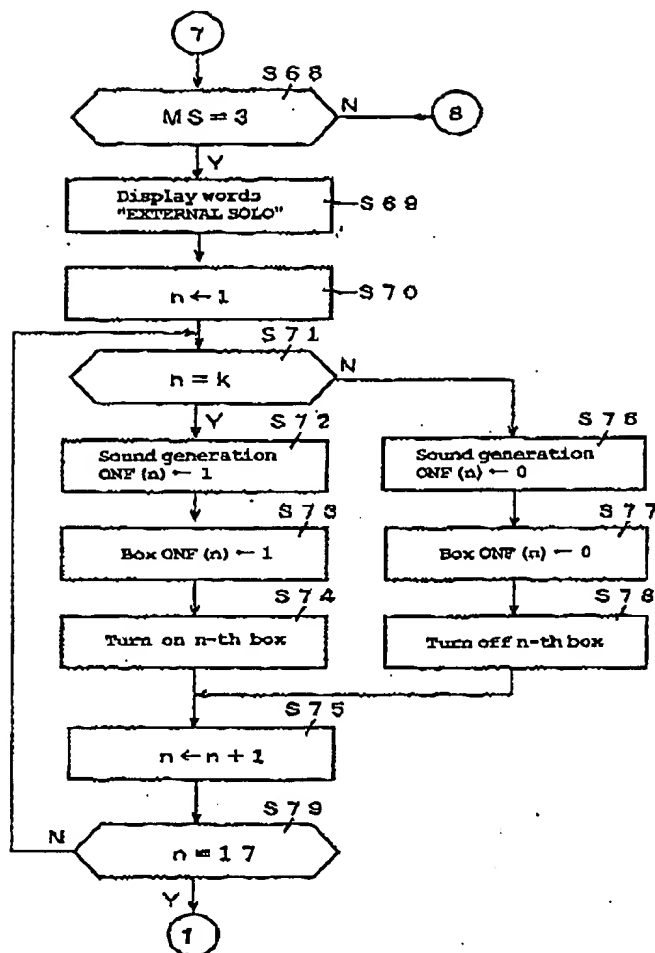 7
S68
MS=3
N
8
Y
Display words
"EXTERNAL SOLO"
S69
n←1
S70
S71
n=k
N
Y
S72
Sound generation
ONF(n)←1
S76
Sound generation
ONF(n)←0
S73
Box ONF(n)←1
S77
Box ONF(n)←0
S74
Turn on n-th box
S78
Turn off n-th box
S75
n←n+1
S79
n=17
N
Y
1